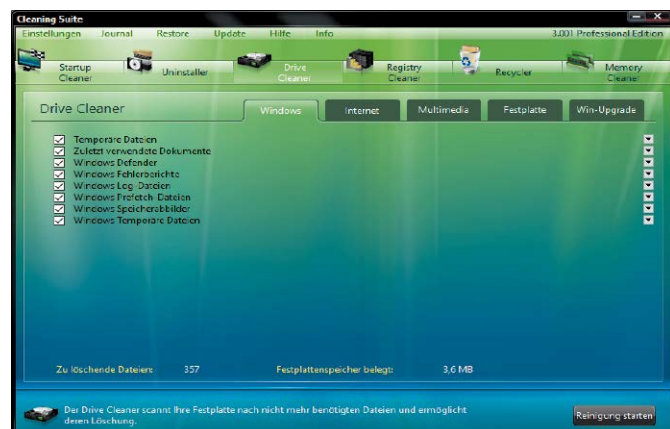 Cleaning Suite
Einstellungen Journal Restore Update Hilfe Info 3.001 Professional Edition
Startup Cleaner
Uninstaller
Drive Cleaner
Registry Cleaner
Recycler
Memory Cleaner
Drive Cleaner
Windows Internet Multimedia Festplatte Win-Upgrade
Temporäre Dateien
Zuletzt verwendete Dokumente
Windows Defender
Windows Fehlerberichte
Windows Log-Dateien
Windows Prefetch-Dateien
Windows Speicherabbilder
Windows Temporäre Dateien
Zu löschende Dateien: 357 Festplattenspeicher belegt: 3,6 MB
Der Drive Cleaner scannt Ihre Festplatte nach nicht mehr benötigten Dateien und ermöglicht
deren Löschung.
Reinigung starten